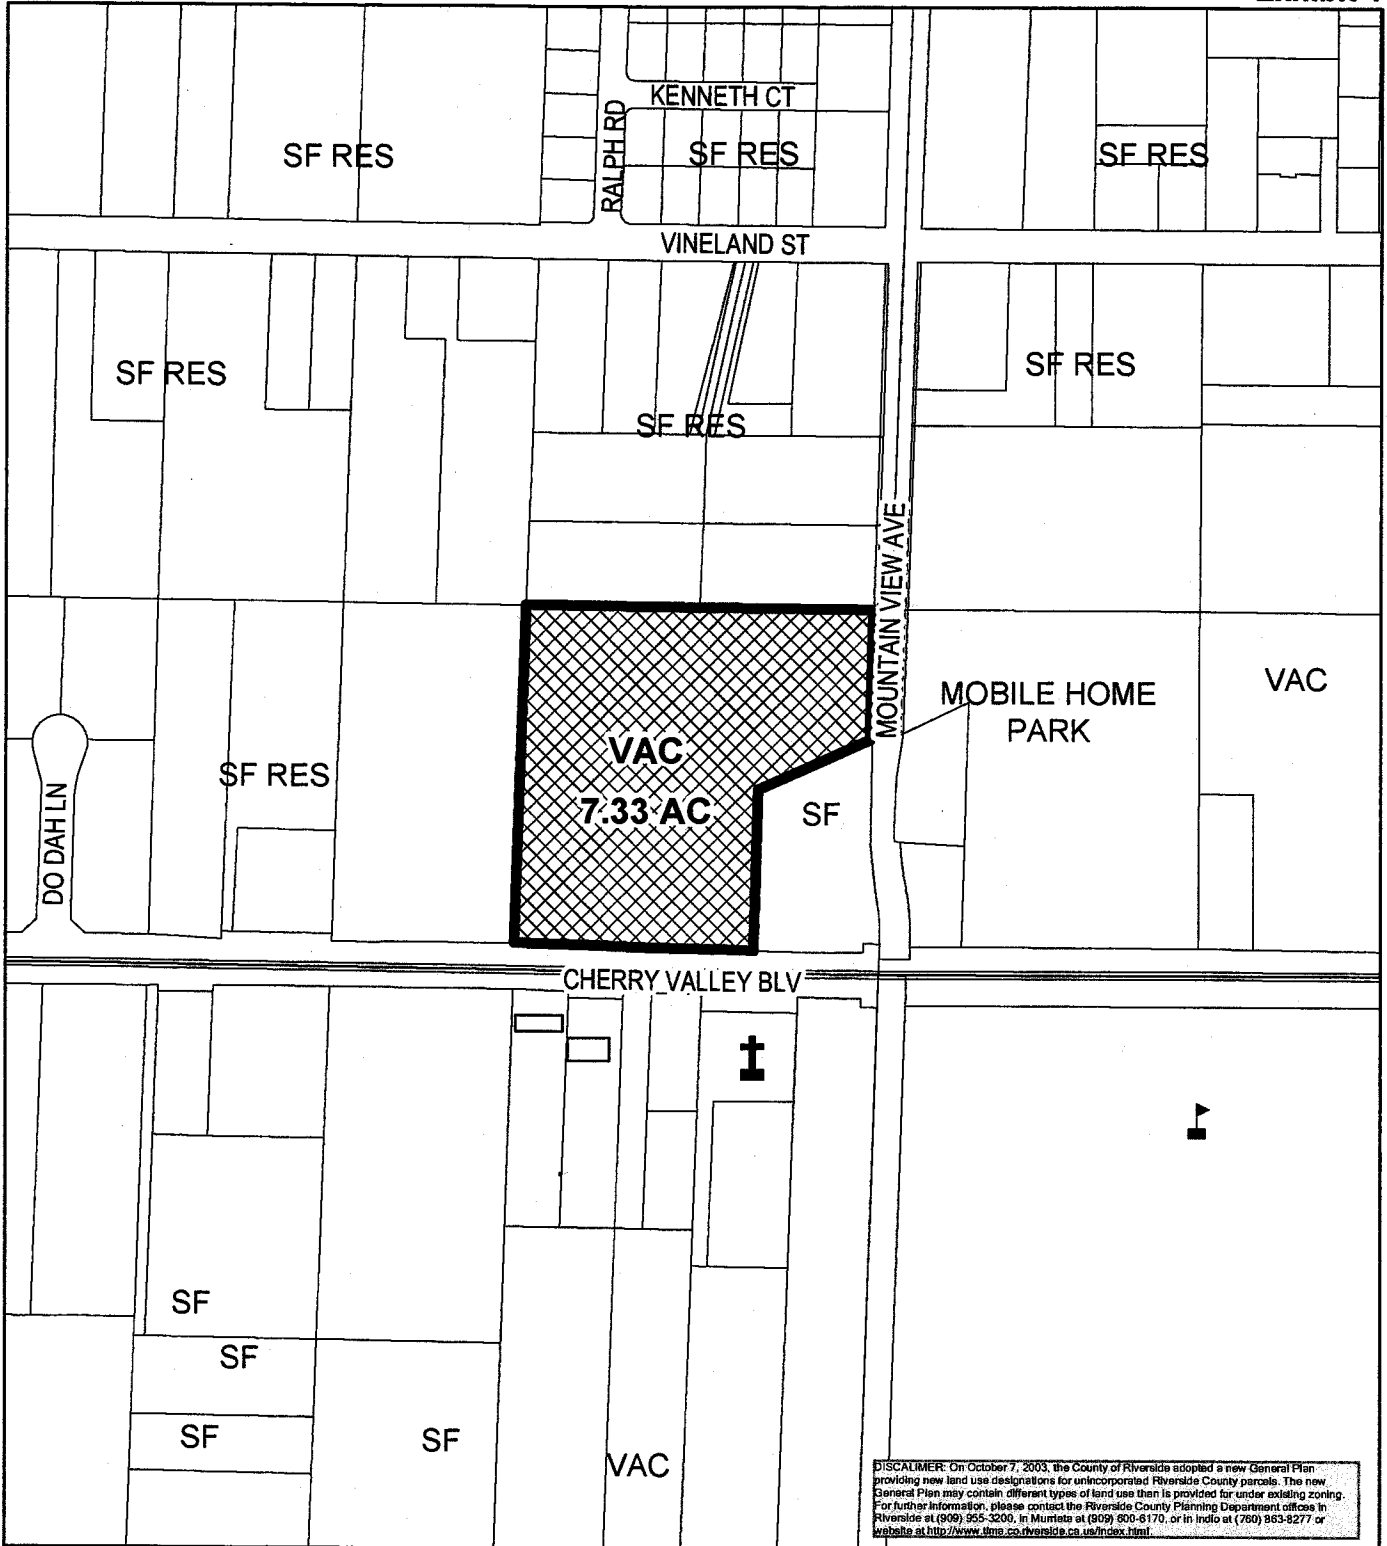 KENNETH CT
RALPH RD
SF RES
SF RES
SF RES
VINELAND ST
SF RES
SF RES
SF RES
MOUNTAIN VIEW AVE
MOBILE HOME
PARK
VAC
VAC
7.33 AC
SF
SF RES
DO DAH LN
CHERRY VALLEY BLV
SF
SF
SF
SF
VAC
DISCALIMER: On October 7, 2003, the County of Riverside adopted a new General Plan
providing new land use designations for unincorporated Riverside County parcels. The new
General Plan may contain different types of land use than is provided for under existing zoning.
For further information, please contact the Riverside County Planning Department offices in
Riverside at (909) 955-3200, in Murrieta at (909) 600-6170, or in Indio at (760) 863-8277 or
website at http://www.tlma.co.riverside.ca.us/index.html.